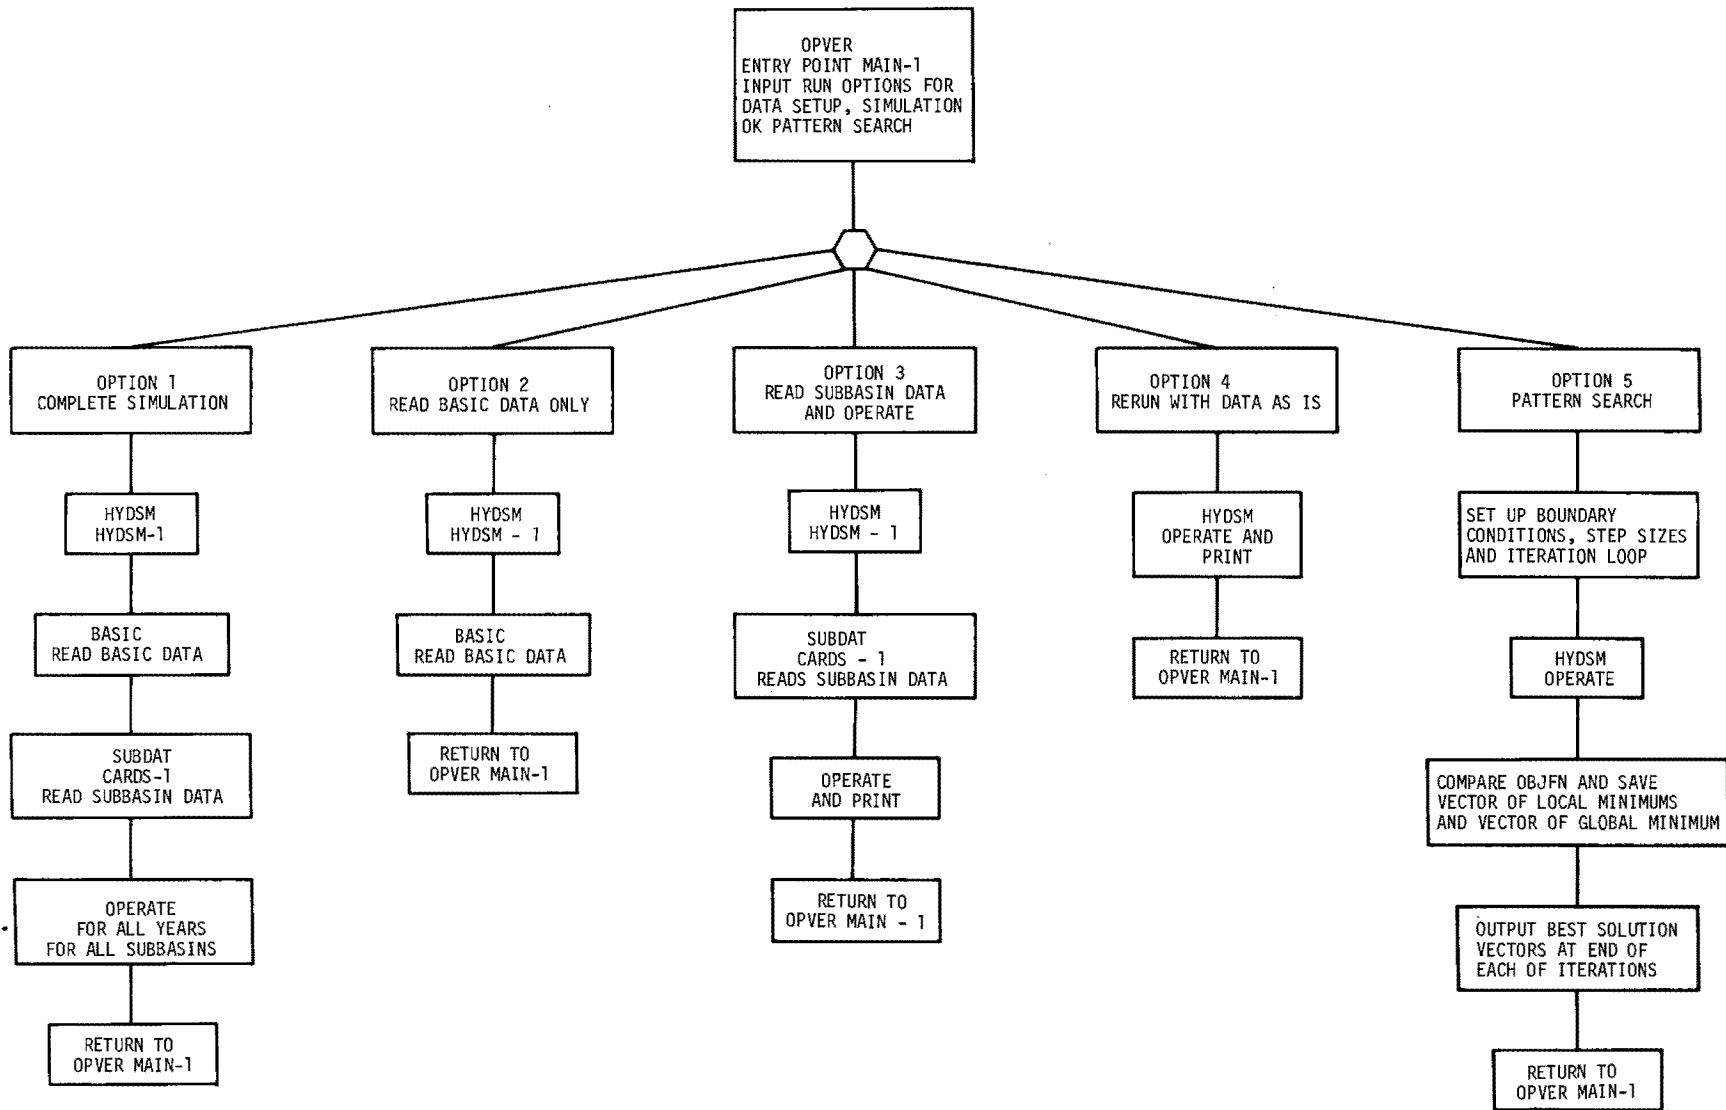 OPVER
ENTRY POINT MAIN-1
INPUT RUN OPTIONS FOR
DATA SETUP, SIMULATION
OK PATTERN SEARCH
OPTION 1
COMPLETE SIMULATION
HYDSM
HYDSM-1
BASIC
READ BASIC DATA
SUBDAT
CARDS-1
READ SUBBASIN DATA
OPERATE
FOR ALL YEARS
FOR ALL SUBBASINS
RETURN TO
OPVER MAIN-1
OPTION 2
READ BASIC DATA ONLY
HYDSM
HYDSM - 1
BASIC
READ BASIC DATA
RETURN TO
OPVER MAIN-1
OPTION 3
READ SUBBASIN DATA
AND OPERATE
HYDSM
HYDSM - 1
SUBDAT
CARDS - 1
READS SUBBASIN DATA
OPERATE
AND PRINT
RETURN TO
OPVER MAIN - 1
OPTION 4
RERUN WITH DATA AS IS
HYDSM
OPERATE AND
PRINT
RETURN TO
OPVER MAIN-1
OPTION 5
PATTERN SEARCH
SET UP BOUNDARY
CONDITIONS, STEP SIZES
AND ITERATION LOOP
HYDSM
OPERATE
COMPARE OBJFN AND SAVE
VECTOR OF LOCAL MINIMUMS
AND VECTOR OF GLOBAL MINIMUM
OUTPUT BEST SOLUTION
VECTORS AT END OF
EACH OF ITERATIONS
RETURN TO
OPVER MAIN-1